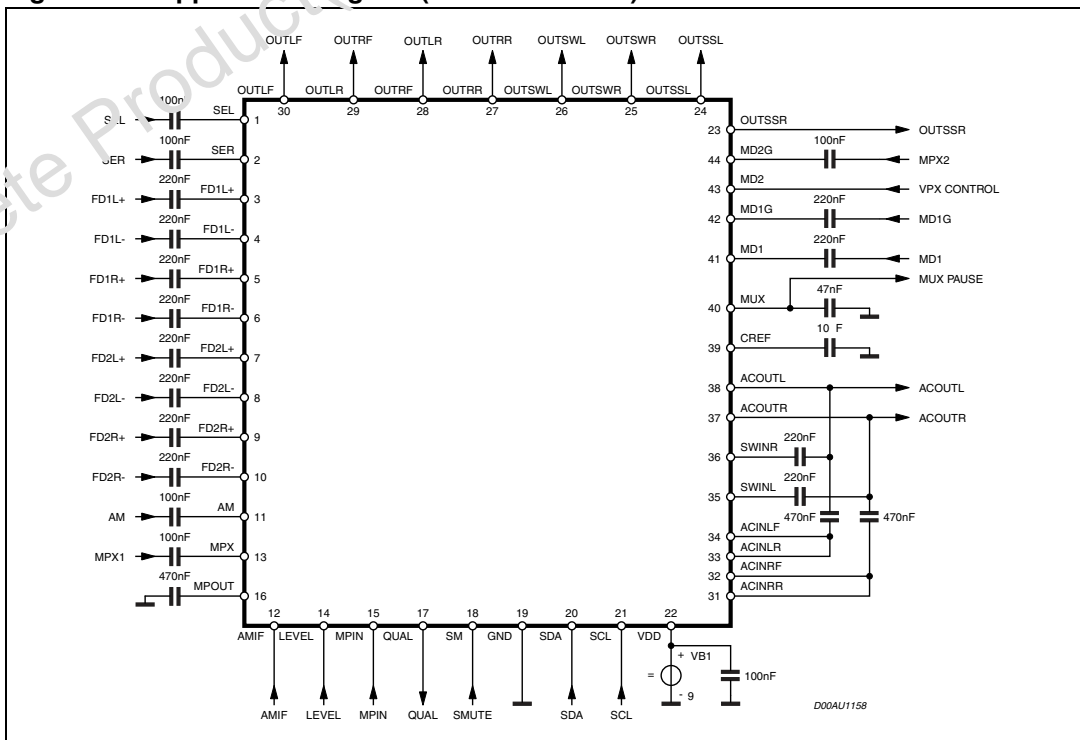 OUTLF OUTRF OUTLR OUTRR OUTSWL OUTSWR OUTSSL
OUTLF OUTLR OUTRF OUTRR OUTSWL OUTSWR OUTSSL
30 29 28 27 26 25 24
100nF
SEL SEL 1
100nF
SER SER 2
220nF
FD1L+ FD1L+ 3
220nF
FD1L- FD1L- 4
220nF
FD1R+ FD1R+ 5
220nF
FD1R- FD1R- 6
220nF
FD2L+ FD2L+ 7
220nF
FD2L- FD2L- 8
220nF
FD2R+ FD2R+ 9
220nF
FD2R- FD2R- 10
100nF
AM AM 11
100nF
MPX1 MPX 13
470nF
MPOUT 16
23 OUTSSR OUTSSR
100nF
44 MD2G MPX2
43 MD2 VPX CONTROL
220nF
42 MD1G MD1G
220nF
41 MD1 MD1
MUX PAUSE
47nF
40 MUX
10 F
39 CREF
38 ACOUTL ACOUTL
37 ACOUTR ACOUTR
220nF
36 SWINR
220nF
35 SWINL
470nF 470nF
34 ACINLF
33 ACINLR
32 ACINRF
31 ACINRR
12 14 15 17 18 19 20 21 22
AMIF LEVEL MPIN QUAL SM GND SDA SCL VDD
+ VB1
= 100nF
- 9
AMIF LEVEL MPIN QUAL SMUTE SDA SCL
D00AU1158